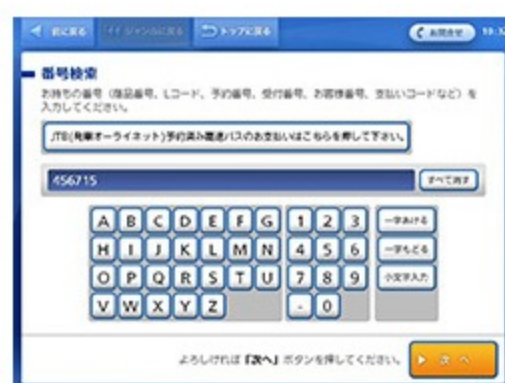 前に戻る ジャンルに戻る トップに戻る お問合せ
番号検索
お持ちの番号（商品番号、Lコード、予約番号、受付番号、お客様番号、支払いコードなど）を
入力してください。
JTB(発車オーライネット)予約済み高速バスのお支払いはこちらを押して下さい。
456715 すべて消す
A B C D E F G 1 2 3 一字あける
H I J K L M N 4 5 6 一字もどる
O P Q R S T U 7 8 9 小文字入力
V W X Y Z - 0
よろしければ「次へ」ボタンを押してください。 次 へ